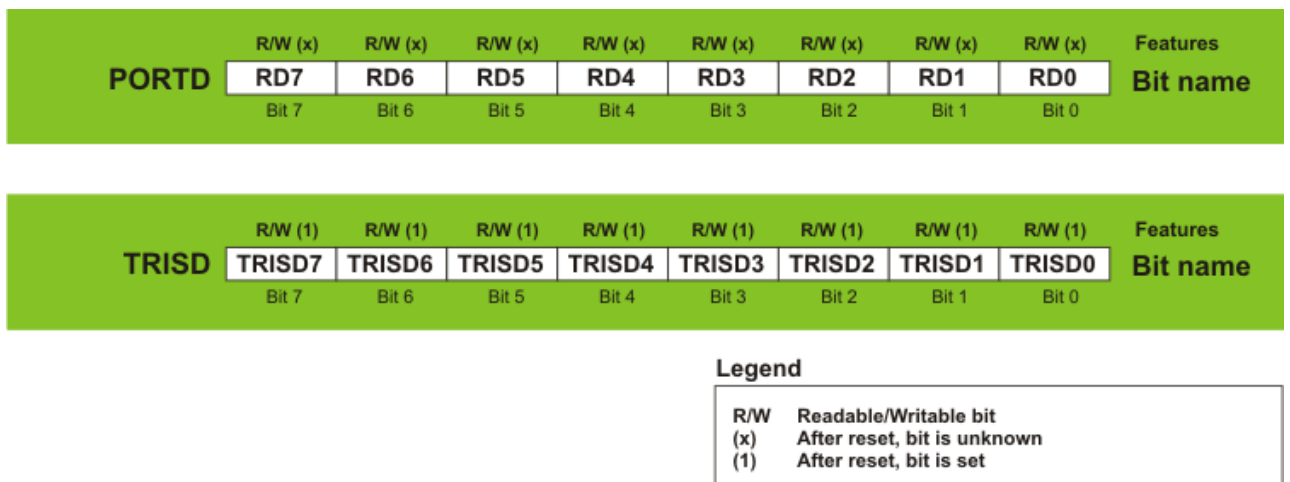 R/W (x) R/W (x) R/W (x) R/W (x) R/W (x) R/W (x) R/W (x) R/W (x) Features
PORTD RD7 RD6 RD5 RD4 RD3 RD2 RD1 RD0 Bit name
Bit 7 Bit 6 Bit 5 Bit 4 Bit 3 Bit 2 Bit 1 Bit 0
R/W (1) R/W (1) R/W (1) R/W (1) R/W (1) R/W (1) R/W (1) R/W (1) Features
TRISD TRISD7 TRISD6 TRISD5 TRISD4 TRISD3 TRISD2 TRISD1 TRISD0 Bit name
Bit 7 Bit 6 Bit 5 Bit 4 Bit 3 Bit 2 Bit 1 Bit 0
Legend
R/W Readable/Writable bit
(x) After reset, bit is unknown
(1) After reset, bit is set